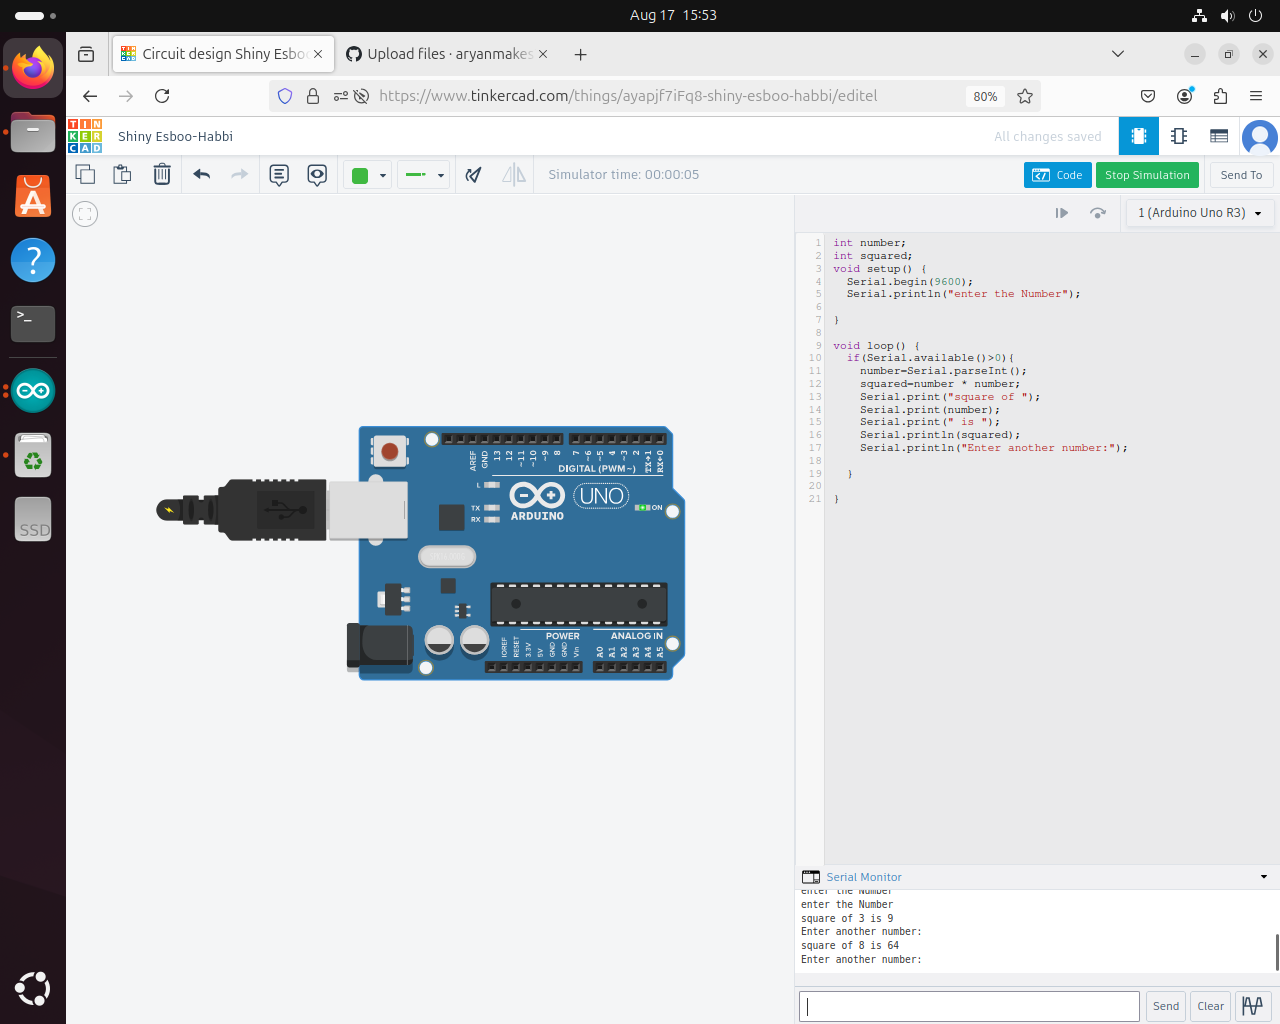 Aug 17 15:53
Circuit design Shiny Esboo
Upload files · aryanmakes
https://www.tinkercad.com/things/ayapjf7iFq8-shiny-esboo-habbi/editel
80%
TIN
KER
CAD
Shiny Esboo-Habbi
All changes saved
Simulator time: 00:00:05
Code
Stop Simulation
Send To
1 (Arduino Uno R3)
1 int number;
2 int squared;
3 void setup() {
4 Serial.begin(9600);
5 Serial.println("enter the Number");
6
7 }
8
9 void loop() {
10 if(Serial.available()>0){
11 number=Serial.parseInt();
12 squared=number * number;
13 Serial.print("square of ");
14 Serial.print(number);
15 Serial.print(" is ");
16 Serial.println(squared);
17 Serial.println("Enter another number:");
18
19 }
20
21 }
AREF
GND
13
12
~11
~10
~9
8
7
~6
~5
4
~3
2
TX→1
RX←0
DIGITAL (PWM~)
L
TX
RX
ARDUINO
UNO
ON
POWER
ANALOG IN
IOREF
RESET
3.3V
5V
GND
GND
Vin
A0
A1
A2
A3
A4
A5
SSD
Serial Monitor
enter the Number
enter the Number
square of 3 is 9
Enter another number:
square of 8 is 64
Enter another number:
Send
Clear